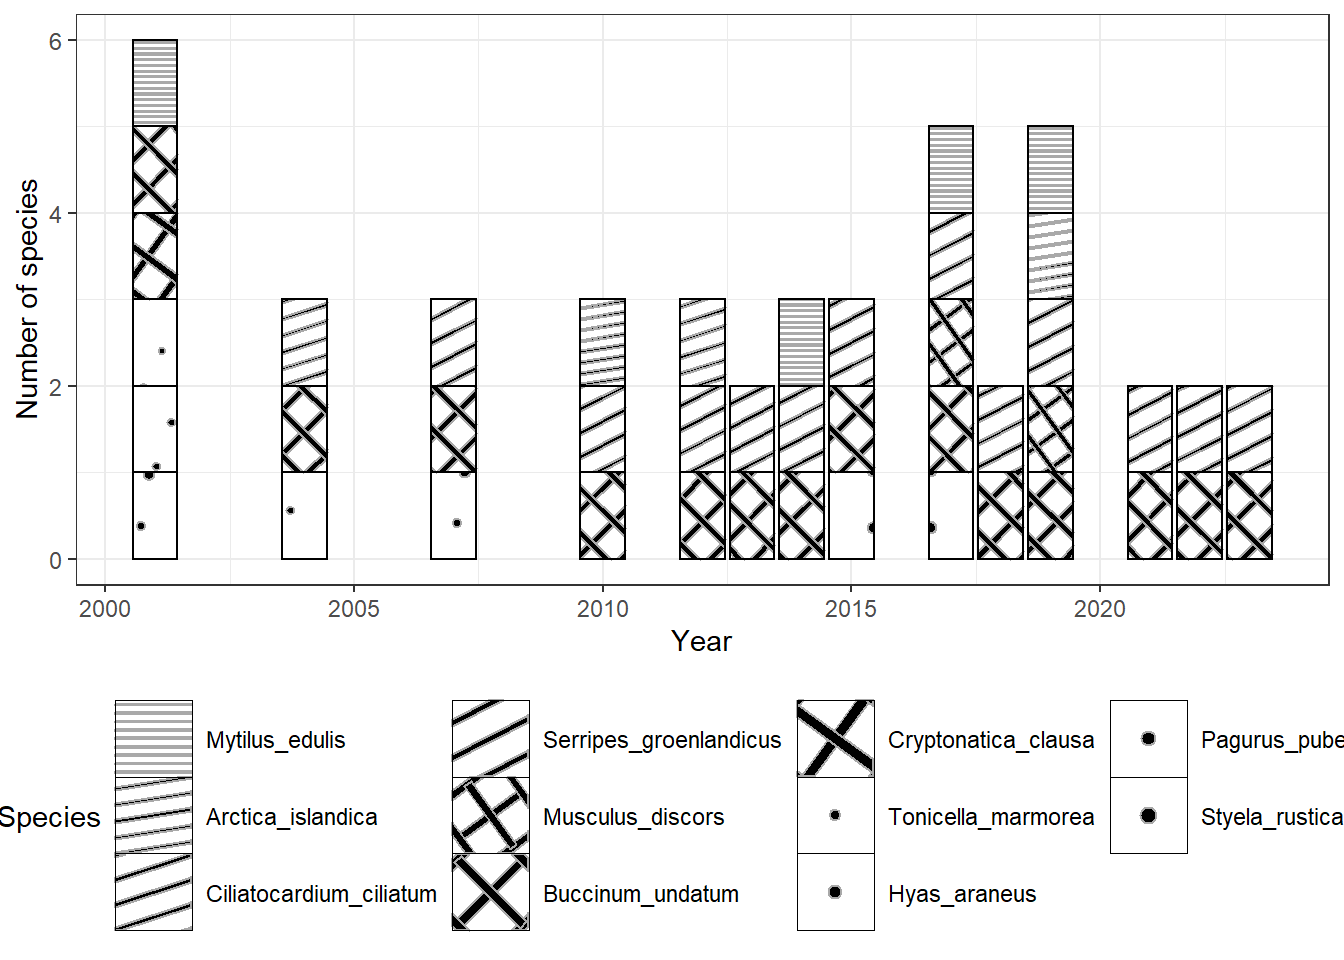 6
4
2
0
Number of species
2000 2005 2010 2015 2020
Year
Species
Mytilus_edulis
Arctica_islandica
Ciliatocardium_ciliatum
Serripes_groenlandicus
Musculus_discors
Buccinum_undatum
Cryptonatica_clausa
Tonicella_marmorea
Hyas_araneus
Pagurus_pube
Styela_rustica